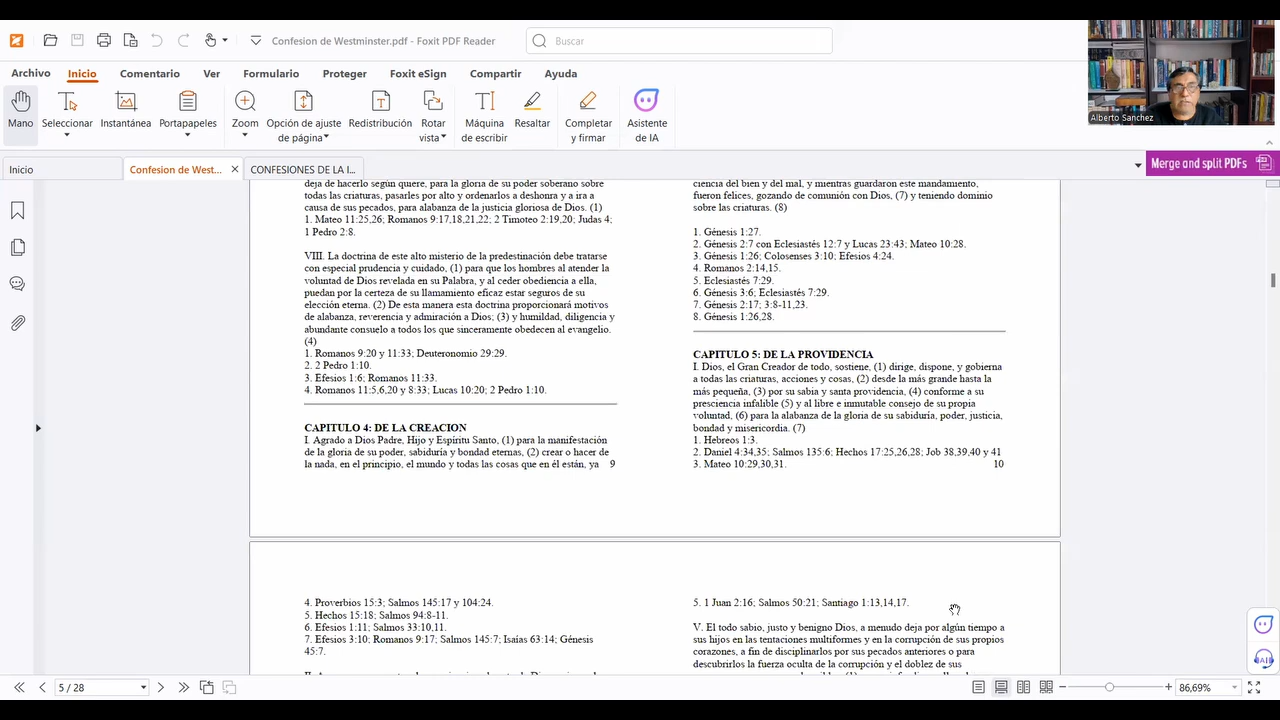 Confesion de Westminster.pdf - Foxit PDF Reader
Buscar
Archivo
Inicio
Comentario
Ver
Formulario
Proteger
Foxit eSign
Compartir
Ayuda
Mano
Seleccionar
Instantánea
Portapapeles
Zoom
Opción de ajuste
de página
Redistribución
Rotar
vista
Máquina
de escribir
Resaltar
Completar
y firmar
Asistente
de IA
Alberto Sanchez
Inicio
Confesion de West...
CONFESIONES DE LA I...
Merge and split PDFs
deja de hacerlo según quiere, para la gloria de su poder soberano sobre
todas las criaturas, pasarles por alto y ordenarlos a deshonra y a ira a
causa de sus pecados, para alabanza de la justicia gloriosa de Dios. (1)
1. Mateo 11:25,26; Romanos 9:17,18,21,22; 2 Timoteo 2:19,20; Judas 4;
1 Pedro 2:8.
VIII. La doctrina de este alto misterio de la predestinación debe tratarse
con especial prudencia y cuidado, (1) para que los hombres al atender la
voluntad de Dios revelada en su Palabra, y al ceder obediencia a ella,
puedan por la certeza de su llamamiento eficaz estar seguros de su
elección eterna. (2) De esta manera esta doctrina proporcionará motivos
de alabanza, reverencia y admiración a Dios; (3) y humildad, diligencia y
abundante consuelo a todos los que sinceramente obedecen al evangelio.
(4)
1. Romanos 9:20 y 11:33; Deuteronomio 29:29.
2. 2 Pedro 1:10.
3. Efesios 1:6; Romanos 11:33.
4. Romanos 11:5,6,20 y 8:33; Lucas 10:20; 2 Pedro 1:10.
CAPITULO 4: DE LA CREACION
I. Agrado a Dios Padre, Hijo y Espíritu Santo, (1) para la manifestación
de la gloria de su poder, sabiduría y bondad eternas, (2) crear o hacer de
la nada, en el principio, el mundo y todas las cosas que en él están, ya 9
ciencia del bien y del mal, y mientras guardaron este mandamiento,
fueron felices, gozando de comunión con Dios, (7) y teniendo dominio
sobre las criaturas. (8)
1. Génesis 1:27.
2. Génesis 2:7 con Eclesiastés 12:7 y Lucas 23:43; Mateo 10:28.
3. Génesis 1:26; Colosenses 3:10; Efesios 4:24.
4. Romanos 2:14,15.
5. Eclesiastés 7:29.
6. Génesis 3:6; Eclesiastés 7:29.
7. Génesis 2:17; 3:8-11,23.
8. Génesis 1:26,28.
CAPITULO 5: DE LA PROVIDENCIA
I. Dios, el Gran Creador de todo, sostiene, (1) dirige, dispone, y gobierna
a todas las criaturas, acciones y cosas, (2) desde la más grande hasta la
más pequeña, (3) por su sabia y santa providencia, (4) conforme a su
presciencia infalible (5) y al libre e inmutable consejo de su propia
voluntad, (6) para la alabanza de la gloria de su sabiduría, poder, justicia,
bondad y misericordia. (7)
1. Hebreos 1:3.
2. Daniel 4:34,35; Salmos 135:6; Hechos 17:25,26,28; Job 38,39,40 y 41
3. Mateo 10:29,30,31. 10
4. Proverbios 15:3; Salmos 145:17 y 104:24.
5. Hechos 15:18; Salmos 94:8-11.
6. Efesios 1:11; Salmos 33:10,11.
7. Efesios 3:10; Romanos 9:17; Salmos 145:7; Isaías 63:14; Génesis
45:7.
5. 1 Juan 2:16; Salmos 50:21; Santiago 1:13,14,17.
V. El todo sabio, justo y benigno Dios, a menudo deja por algún tiempo a
sus hijos en las tentaciones multiformes y en la corrupción de sus propios
corazones, a fin de disciplinarlos por sus pecados anteriores o para
descubrirlos la fuerza oculta de la corrupción y el doblez de sus
5 / 28
86,69%